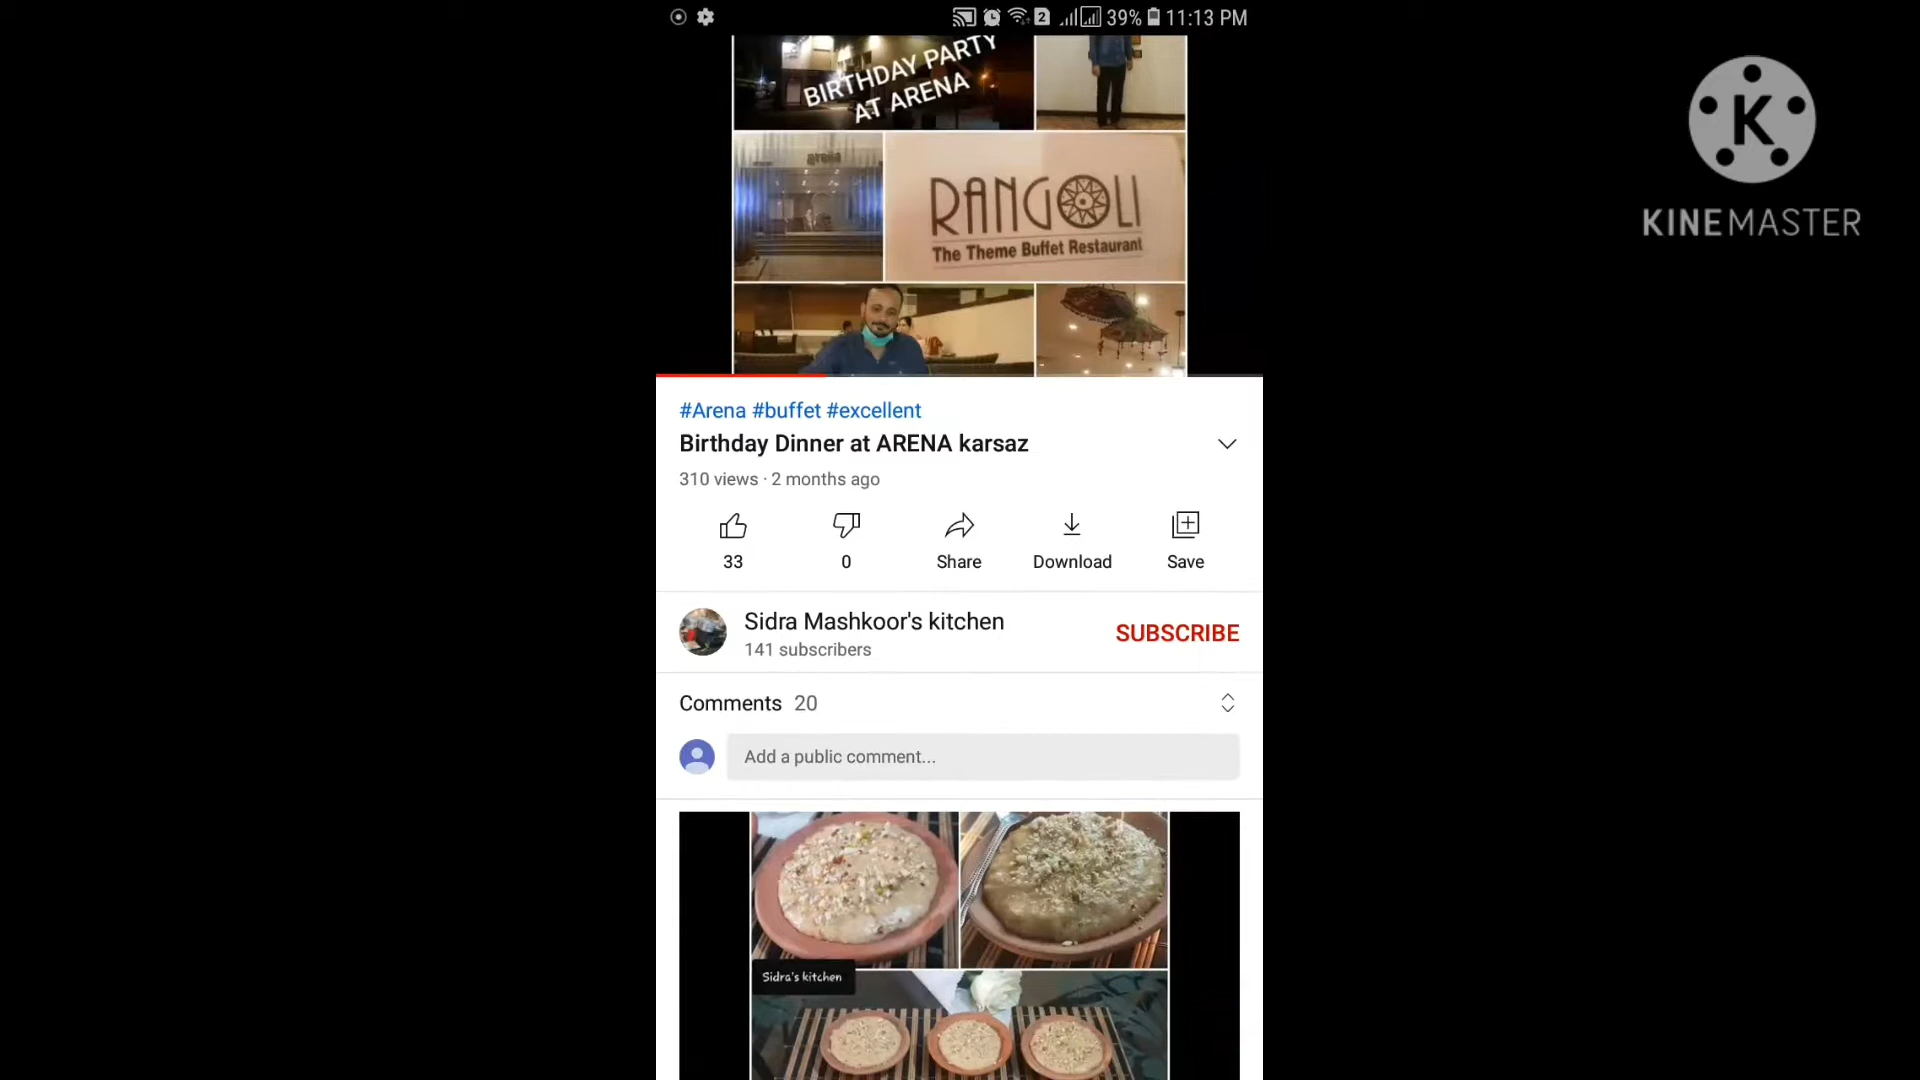 2 39% 11:13 PM
BIRTHDAY PARTY
AT ARENA
arena
RANGOLI
The Theme Buffet Restaurant
K
KINEMASTER
#Arena #buffet #excellent
Birthday Dinner at ARENA karsaz
310 views · 2 months ago
33 0 Share Download Save
Sidra Mashkoor's kitchen
141 subscribers
SUBSCRIBE
Comments 20
Add a public comment...
Sidra's kitchen